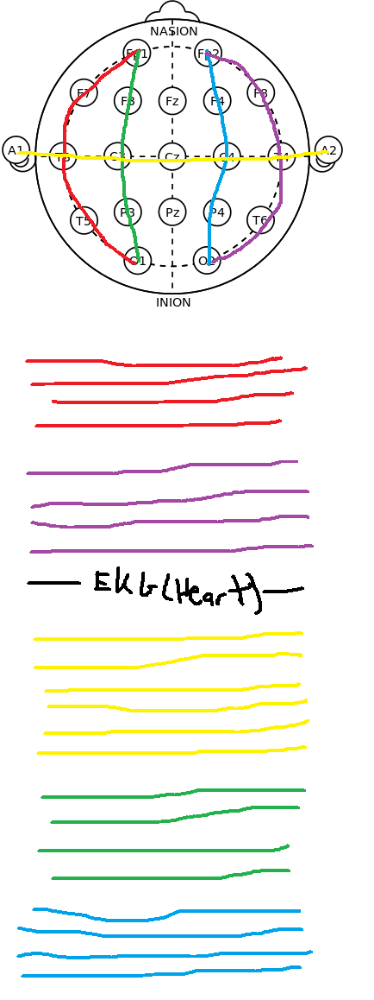 NASION
Fp1 Fp2
F7 F3 Fz F4 F8
A1 T3 C3 Cz C4 T4 A2
T5 P3 Pz P4 T6
O1 O2
INION
EKG(Heart)